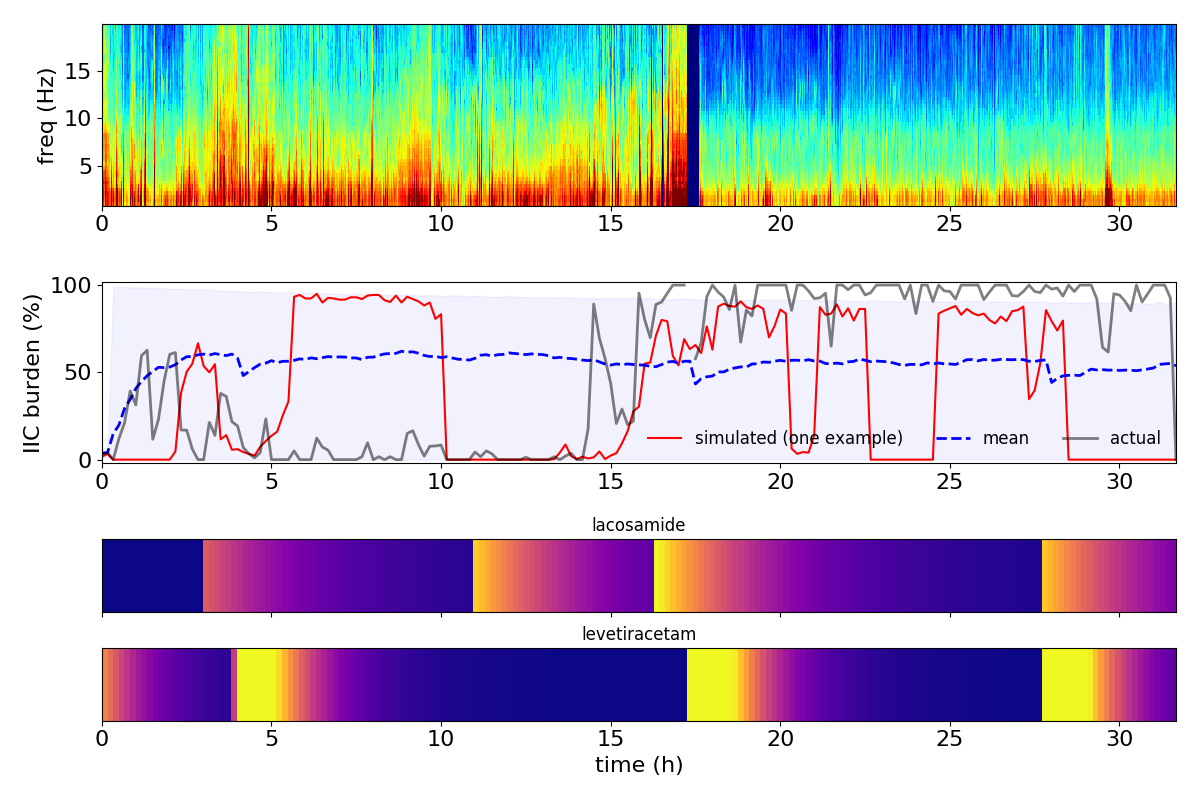 freq (Hz)
15
10
5
0 5 10 15 20 25 30
IIC burden (%)
100
50
0
simulated (one example) mean actual
0 5 10 15 20 25 30
lacosamide
levetiracetam
0 5 10 15 20 25 30
time (h)